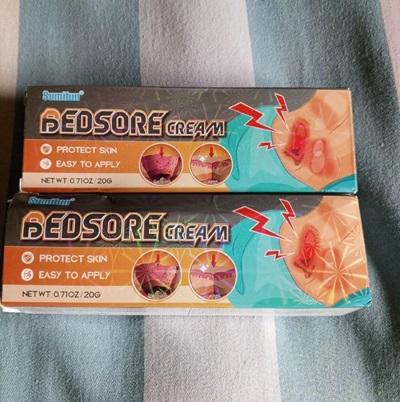 Sumifun®
BEDSORE CREAM
PROTECT SKIN
EASY TO APPLY
NET WT:0.71OZ/20G
Sumifun®
BEDSORE CREAM
PROTECT SKIN
EASY TO APPLY
NET WT:0.71OZ/20G